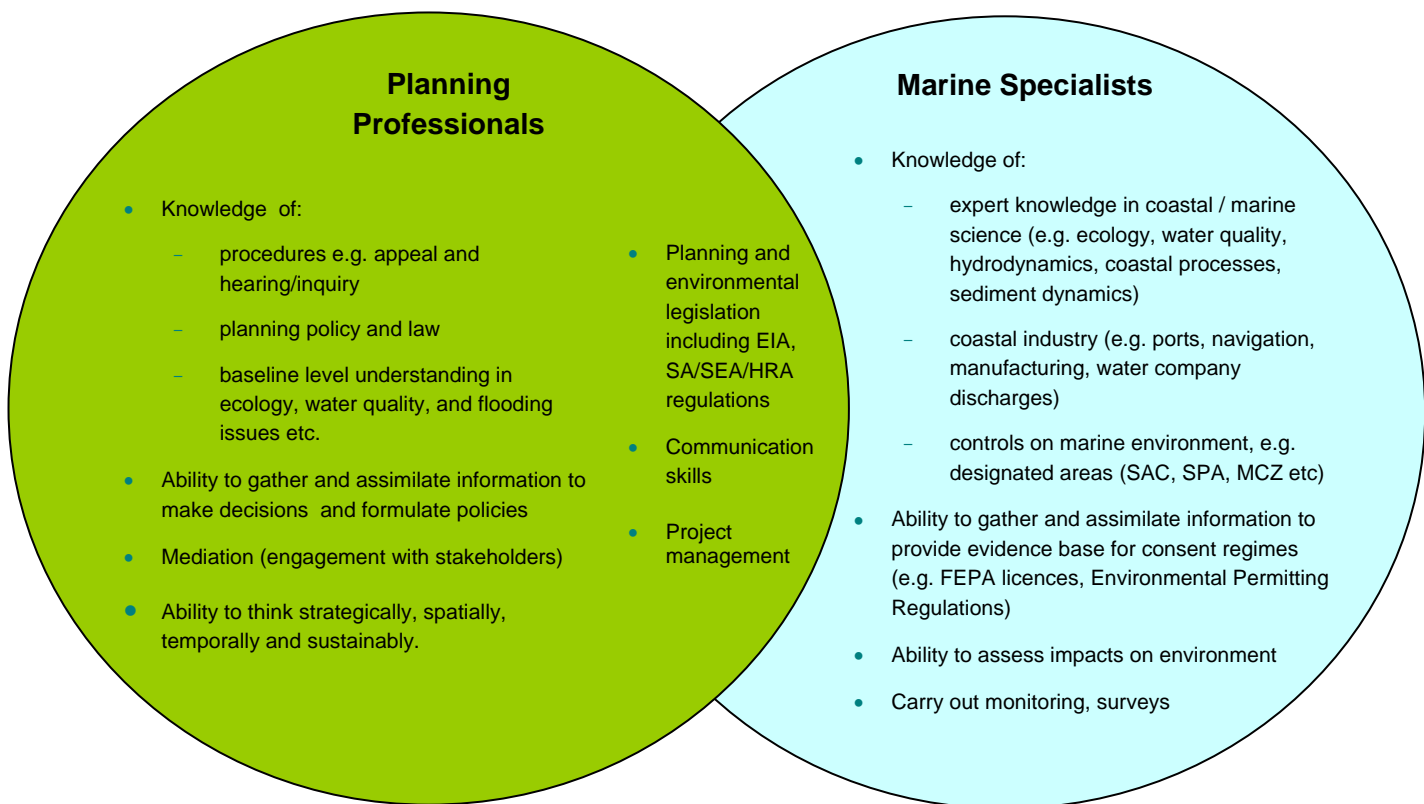 Planning
Professionals
• Knowledge of:
– procedures e.g. appeal and
hearing/inquiry
– planning policy and law
– baseline level understanding in
ecology, water quality, and flooding
issues etc.
• Ability to gather and assimilate information to
make decisions and formulate policies
• Mediation (engagement with stakeholders)
• Ability to think strategically, spatially,
temporally and sustainably.
• Planning and
environmental
legislation
including EIA,
SA/SEA/HRA
regulations
• Communication
skills
• Project
management
Marine Specialists
• Knowledge of:
– expert knowledge in coastal / marine
science (e.g. ecology, water quality,
hydrodynamics, coastal processes,
sediment dynamics)
– coastal industry (e.g. ports, navigation,
manufacturing, water company
discharges)
– controls on marine environment, e.g.
designated areas (SAC, SPA, MCZ etc)
• Ability to gather and assimilate information to
provide evidence base for consent regimes
(e.g. FEPA licences, Environmental Permitting
Regulations)
• Ability to assess impacts on environment
• Carry out monitoring, surveys